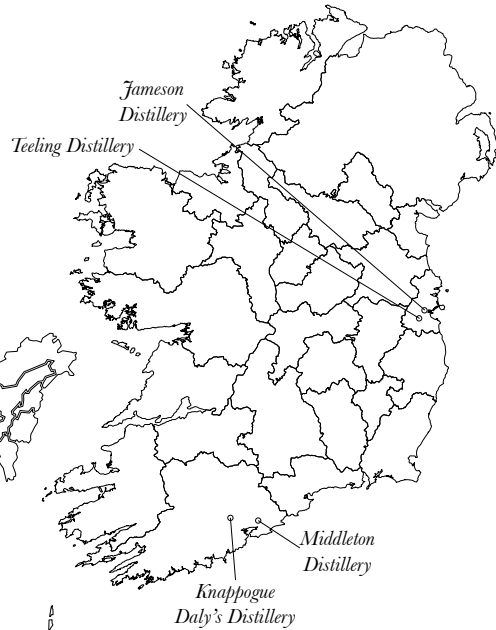 Jameson
Distillery
Teeling Distillery
Middleton
Distillery
Knappogue
Daly's Distillery